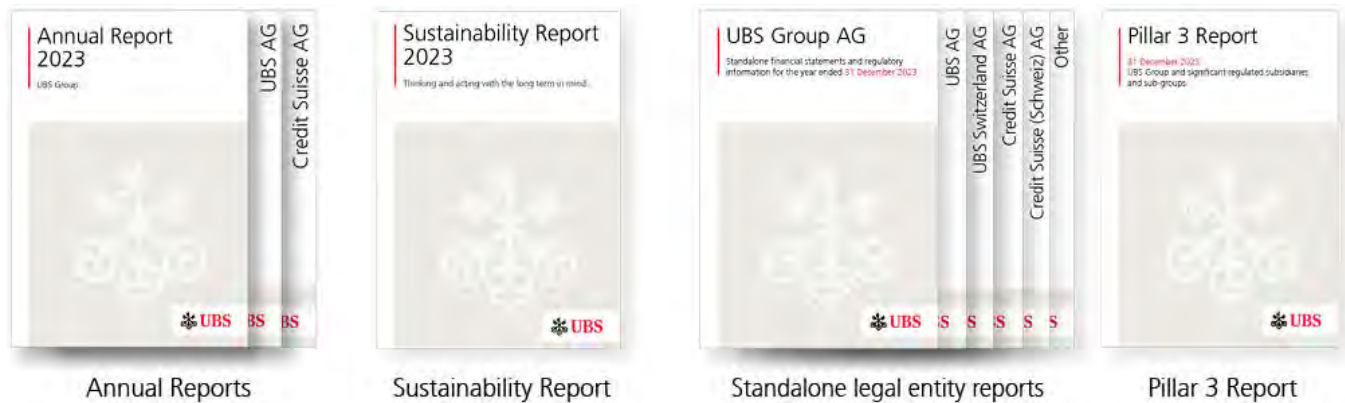 Annual Report
2023
UBS Group
UBS
UBS AG
BS
Credit Suisse AG
BS
Annual Reports
Sustainability Report
2023
Thinking and acting with the long term in mind.
UBS
Sustainability Report
UBS Group AG
Standalone financial statements and regulatory
information for the year ended 31 December 2023
UBS
UBS AG
S
UBS Switzerland AG
S
Credit Suisse AG
SS
Credit Suisse (Schweiz) AG
S
Other
S
Standalone legal entity reports
Pillar 3 Report
31 December 2023
UBS Group and significant regulated subsidiaries
and sub-groups
UBS
Pillar 3 Report